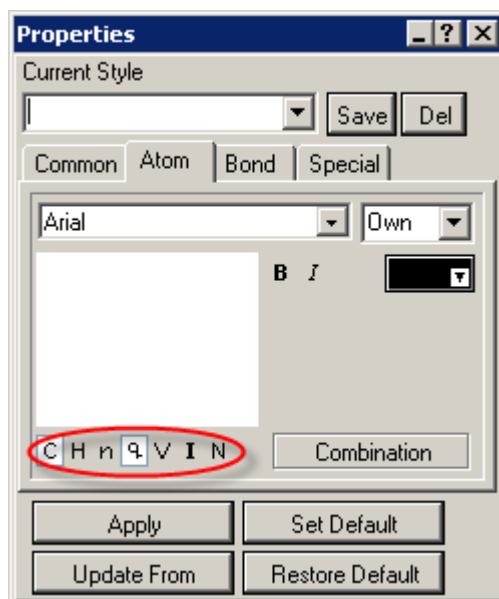 Properties ?
Current Style
Save Del
Common Atom Bond Special
Arial Own
B I
C H n q V I N Combination
Apply Set Default
Update From Restore Default